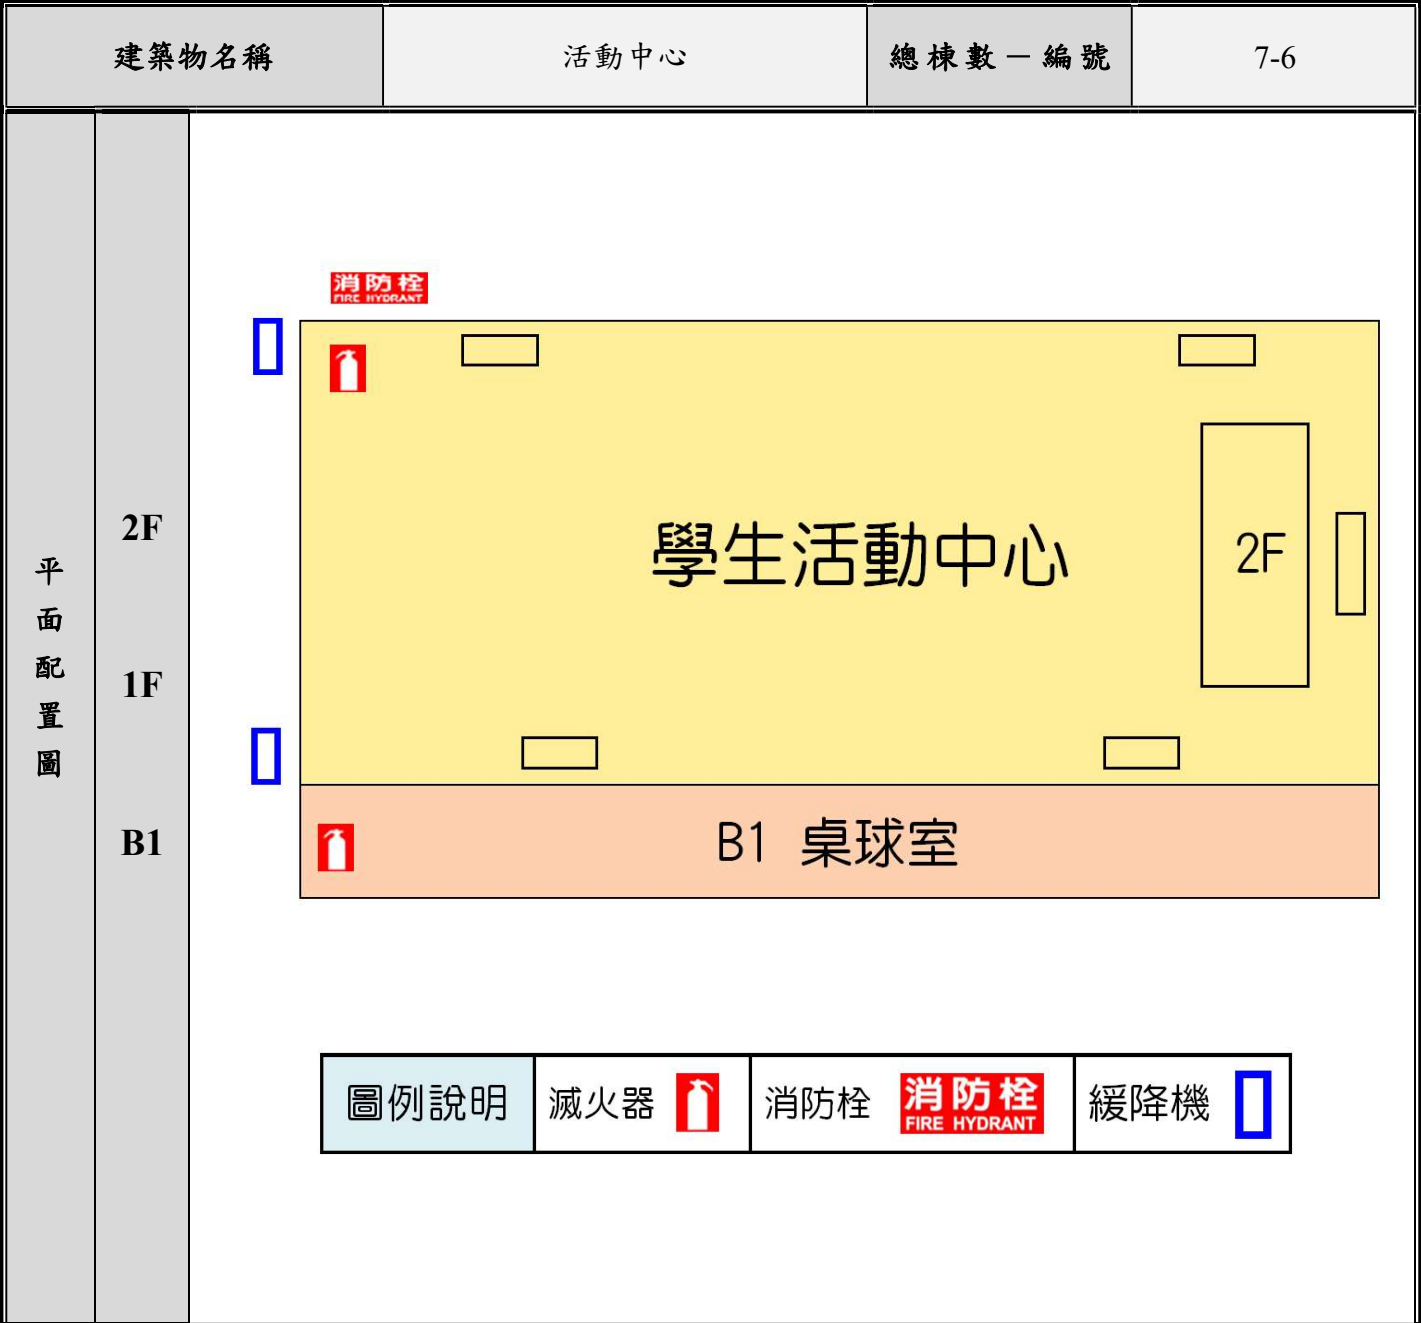 建築物名稱
活動中心
總棟數－編號
7-6
平面配置圖
2F
1F
B1
消防栓
FIRE HYDRANT
學生活動中心
2F
B1 桌球室
圖例說明
滅火器
消防栓
消防栓
FIRE HYDRANT
緩降機